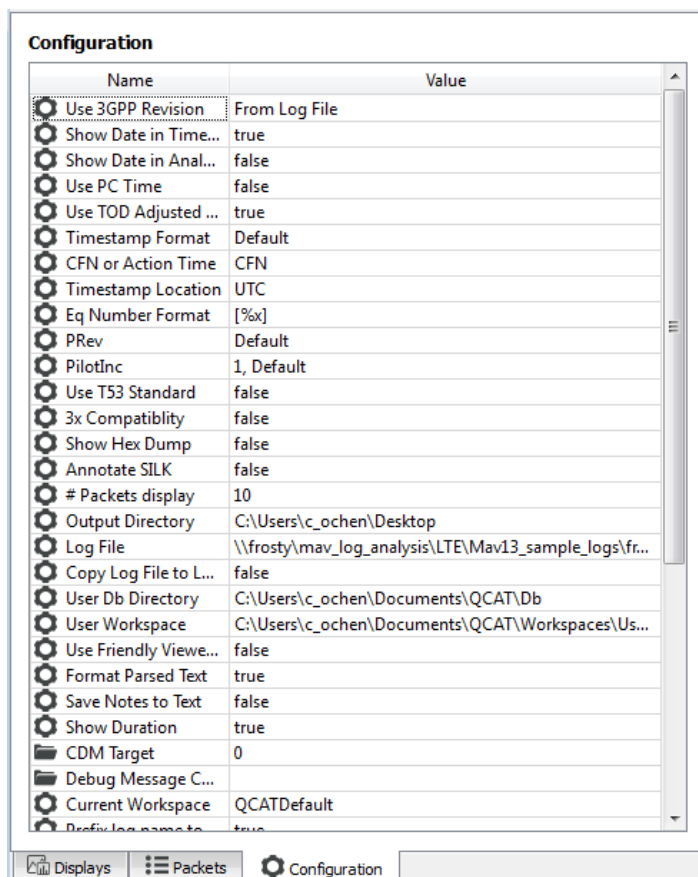 Configuration
Name Value
Use 3GPP Revision From Log File
Show Date in Time... true
Show Date in Anal... false
Use PC Time false
Use TOD Adjusted ... true
Timestamp Format Default
CFN or Action Time CFN
Timestamp Location UTC
Eq Number Format [%x]
PRev Default
PilotInc 1, Default
Use T53 Standard false
3x Compatiblity false
Show Hex Dump false
Annotate SILK false
# Packets display 10
Output Directory C:\Users\c_ochen\Desktop
Log File \\frosty\mav_log_analysis\LTE\Mav13_sample_logs\fr...
Copy Log File to L... false
User Db Directory C:\Users\c_ochen\Documents\QCAT\Db
User Workspace C:\Users\c_ochen\Documents\QCAT\Workspaces\Us...
Use Friendly Viewe... false
Format Parsed Text true
Save Notes to Text false
Show Duration true
CDM Target 0
Debug Message C...
Current Workspace QCATDefault
Prefix log name to... true
Displays Packets Configuration